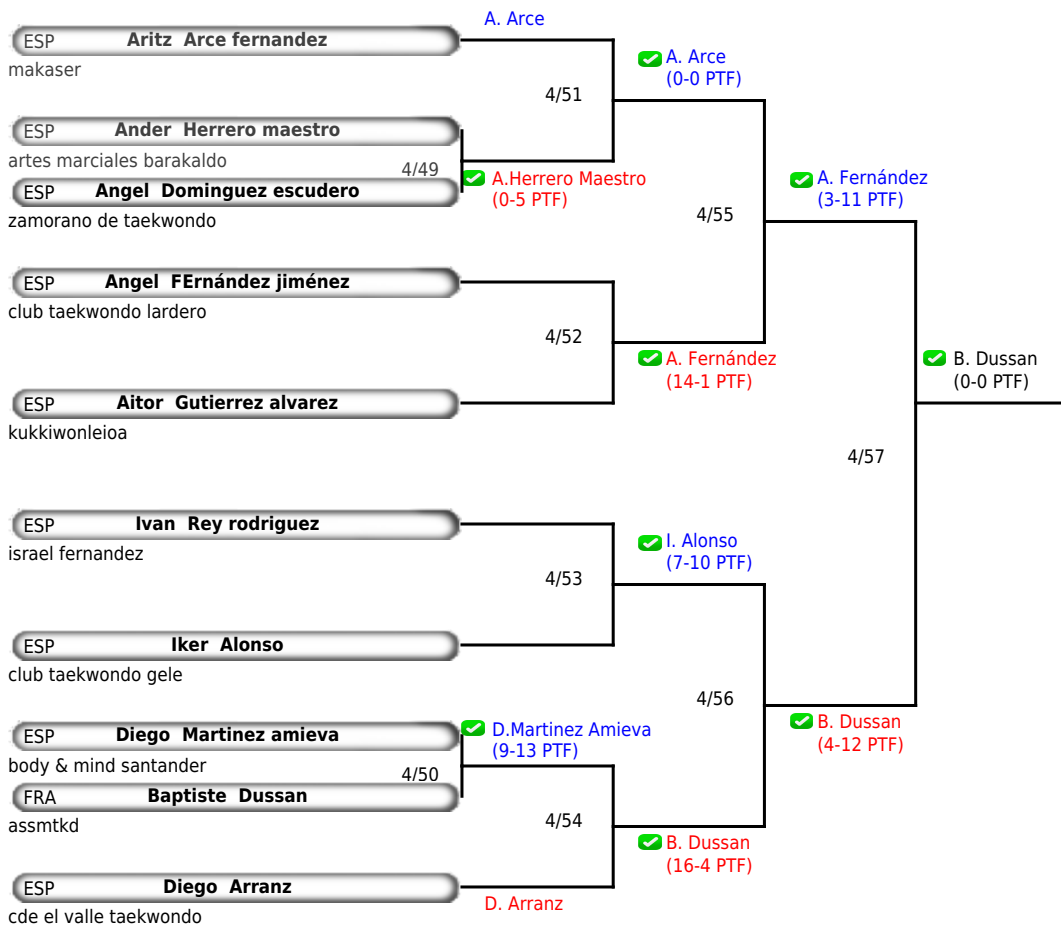 A. Arce
ESP Aritz Arce fernandez
makaser
A. Arce
(0-0 PTF)
4/51
ESP Ander Herrero maestro
artes marciales barakaldo
4/49
A.Herrero Maestro
(0-5 PTF)
ESP Angel Dominguez escudero
zamorano de taekwondo
A. Fernández
(3-11 PTF)
4/55
ESP Angel FErnández jiménez
club taekwondo lardero
4/52
A. Fernández
(14-1 PTF)
B. Dussan
(0-0 PTF)
ESP Aitor Gutierrez alvarez
kukkiwonleioa
4/57
ESP Ivan Rey rodriguez
israel fernandez
I. Alonso
(7-10 PTF)
4/53
ESP Iker Alonso
club taekwondo gele
4/56
ESP Diego Martinez amieva
body & mind santander
D.Martinez Amieva
(9-13 PTF)
4/50
B. Dussan
(4-12 PTF)
FRA Baptiste Dussan
assmtkd
4/54
B. Dussan
(16-4 PTF)
ESP Diego Arranz
cde el valle taekwondo
D. Arranz